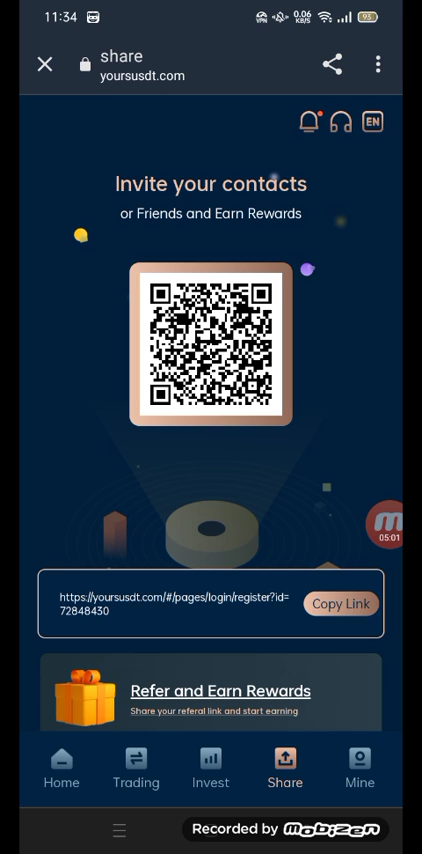 11:34
VPN 0.06 KB/S 93
share
yoursusdt.com
EN
Invite your contacts
or Friends and Earn Rewards
05:01
https://yoursusdt.com/#/pages/login/register?id=
72848430
Copy Link
Refer and Earn Rewards
Share your referal link and start earning
Home Trading Invest Share Mine
Recorded by Mobizen